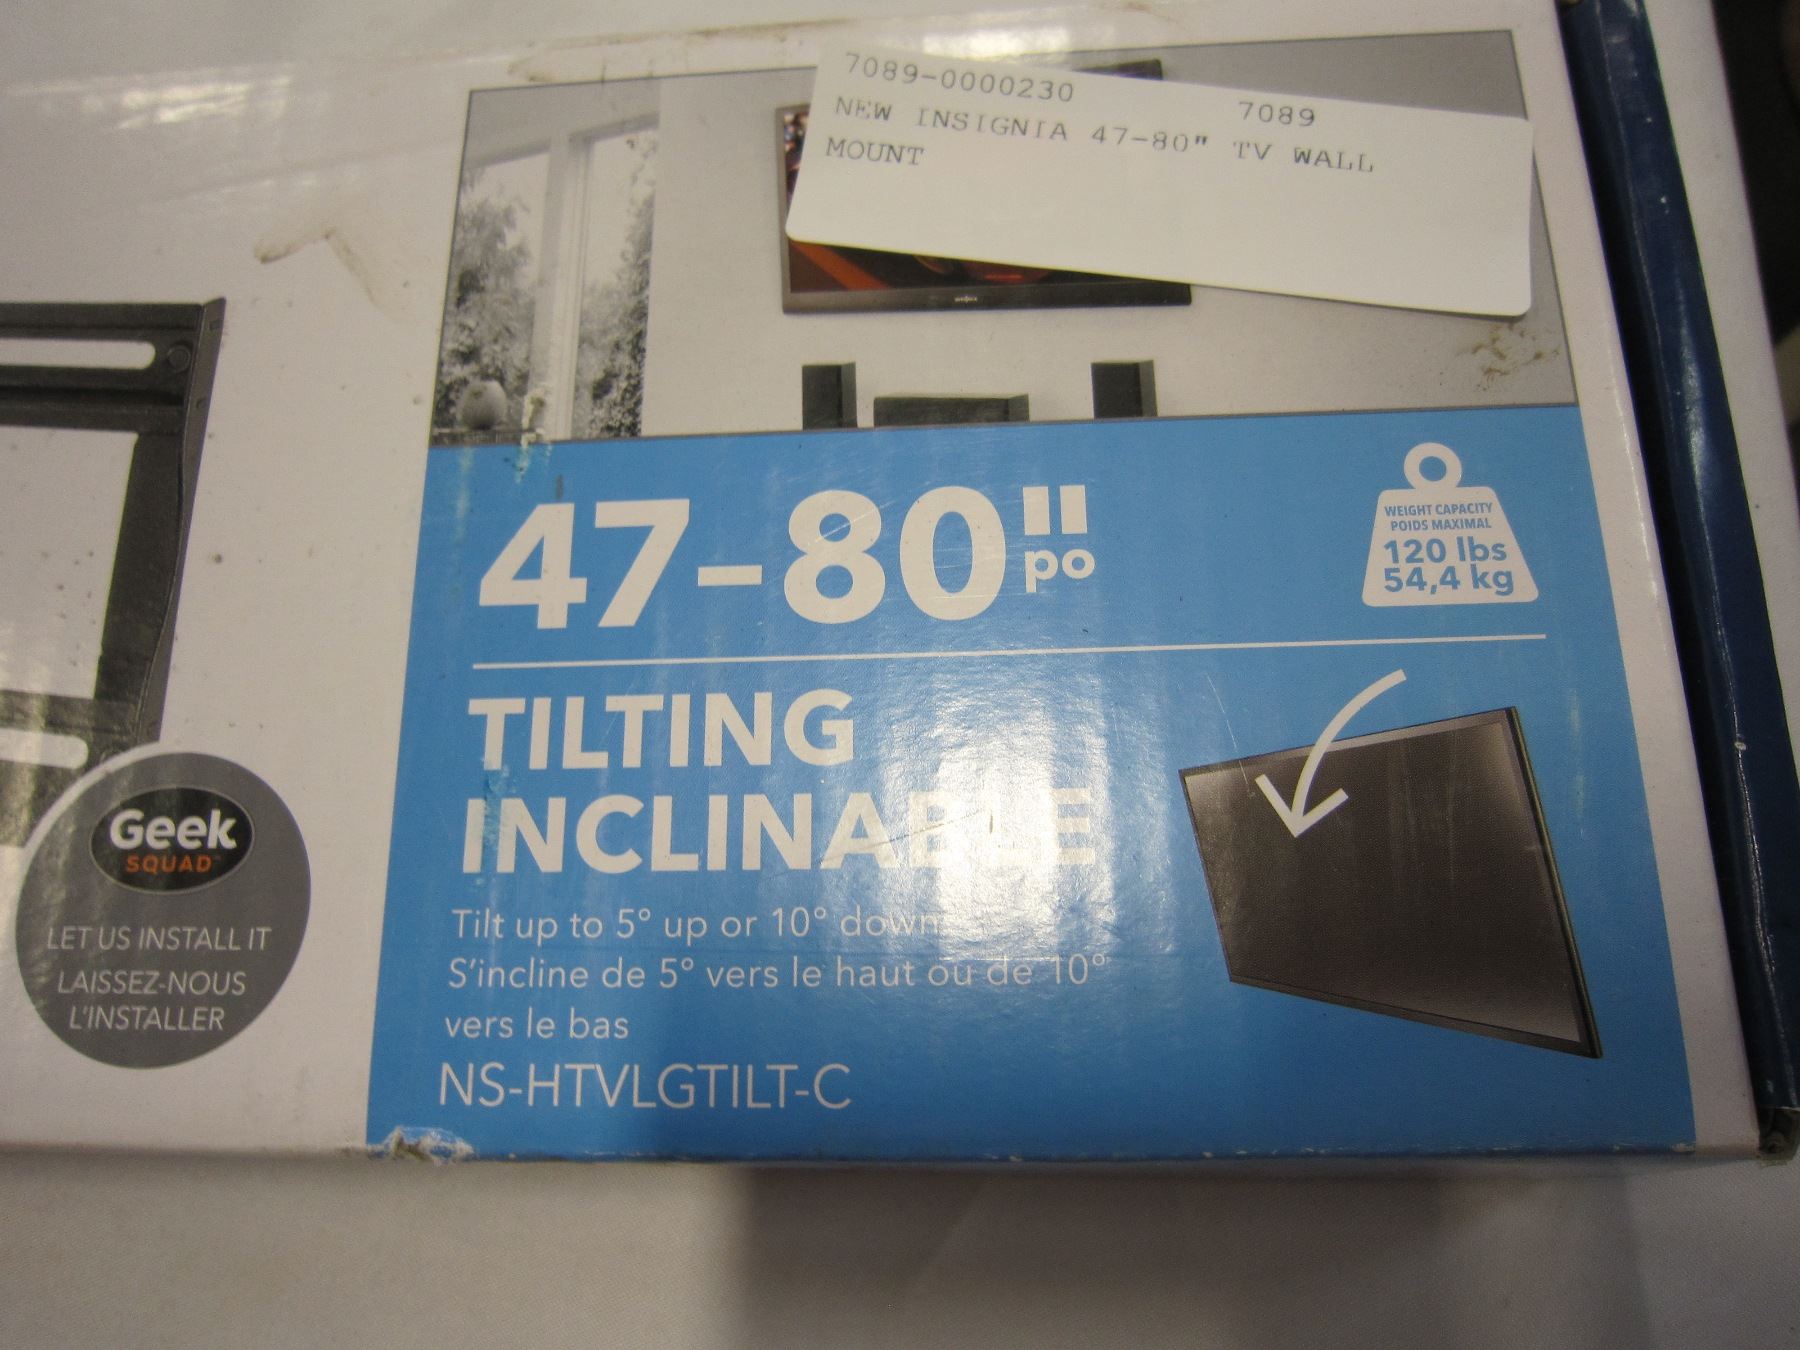 7089-0000230 7089
NEW INSIGNIA 47-80" TV WALL
MOUNT
47-80"
po
WEIGHT CAPACITY
POIDS MAXIMAL
120 lbs
54,4 kg
TILTING
INCLINABLE
Tilt up to 5° up or 10° down
S'incline de 5° vers le haut ou de 10°
vers le bas
NS-HTVLGTILT-C
Geek
SQUAD
LET US INSTALL IT
LAISSEZ-NOUS
L'INSTALLER